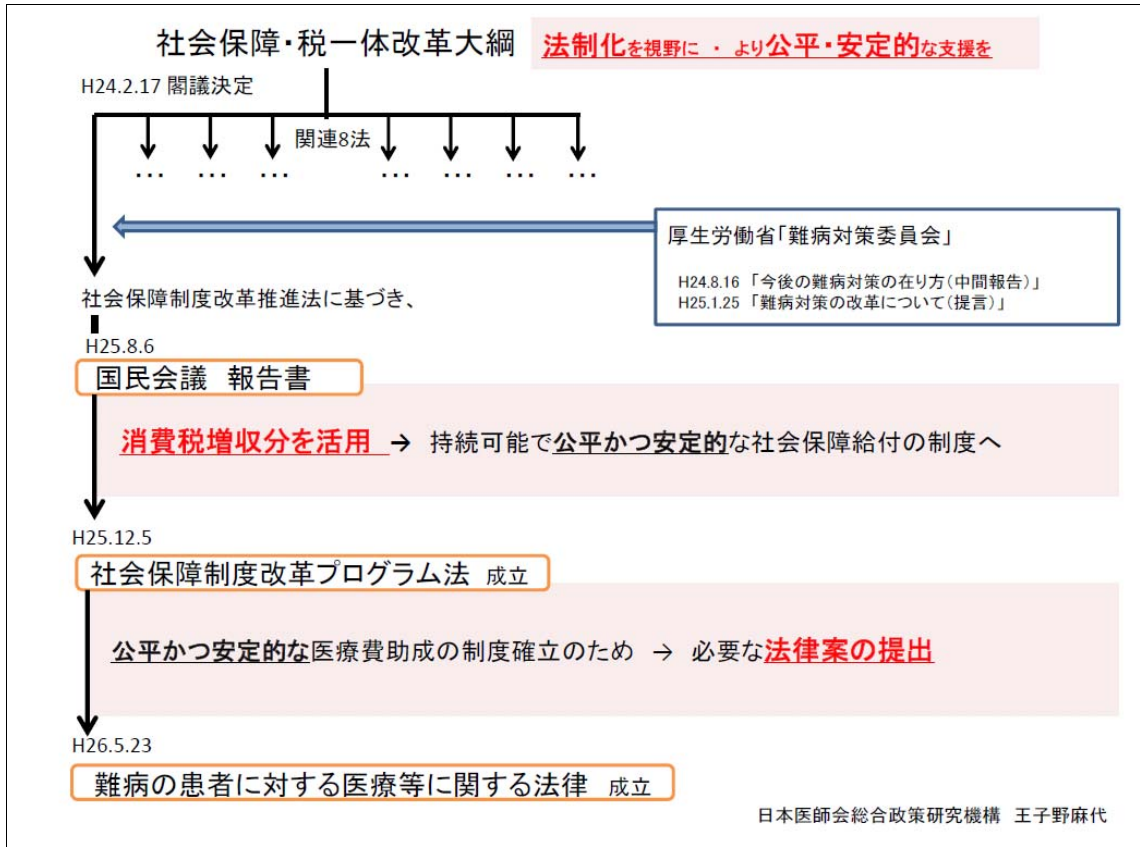 社会保障・税一体改革大綱
法制化を視野に ・ より公平・安定的な支援を
H24.2.17 閣議決定
関連8法
… … … … … … …
厚生労働省「難病対策委員会」
H24.8.16 「今後の難病対策の在り方(中間報告)」
H25.1.25 「難病対策の改革について(提言)」
社会保障制度改革推進法に基づき、
H25.8.6
国民会議 報告書
消費税増収分を活用 → 持続可能で公平かつ安定的な社会保障給付の制度へ
H25.12.5
社会保障制度改革プログラム法 成立
公平かつ安定的な医療費助成の制度確立のため → 必要な法律案の提出
H26.5.23
難病の患者に対する医療等に関する法律 成立
日本医師会総合政策研究機構 王子野麻代